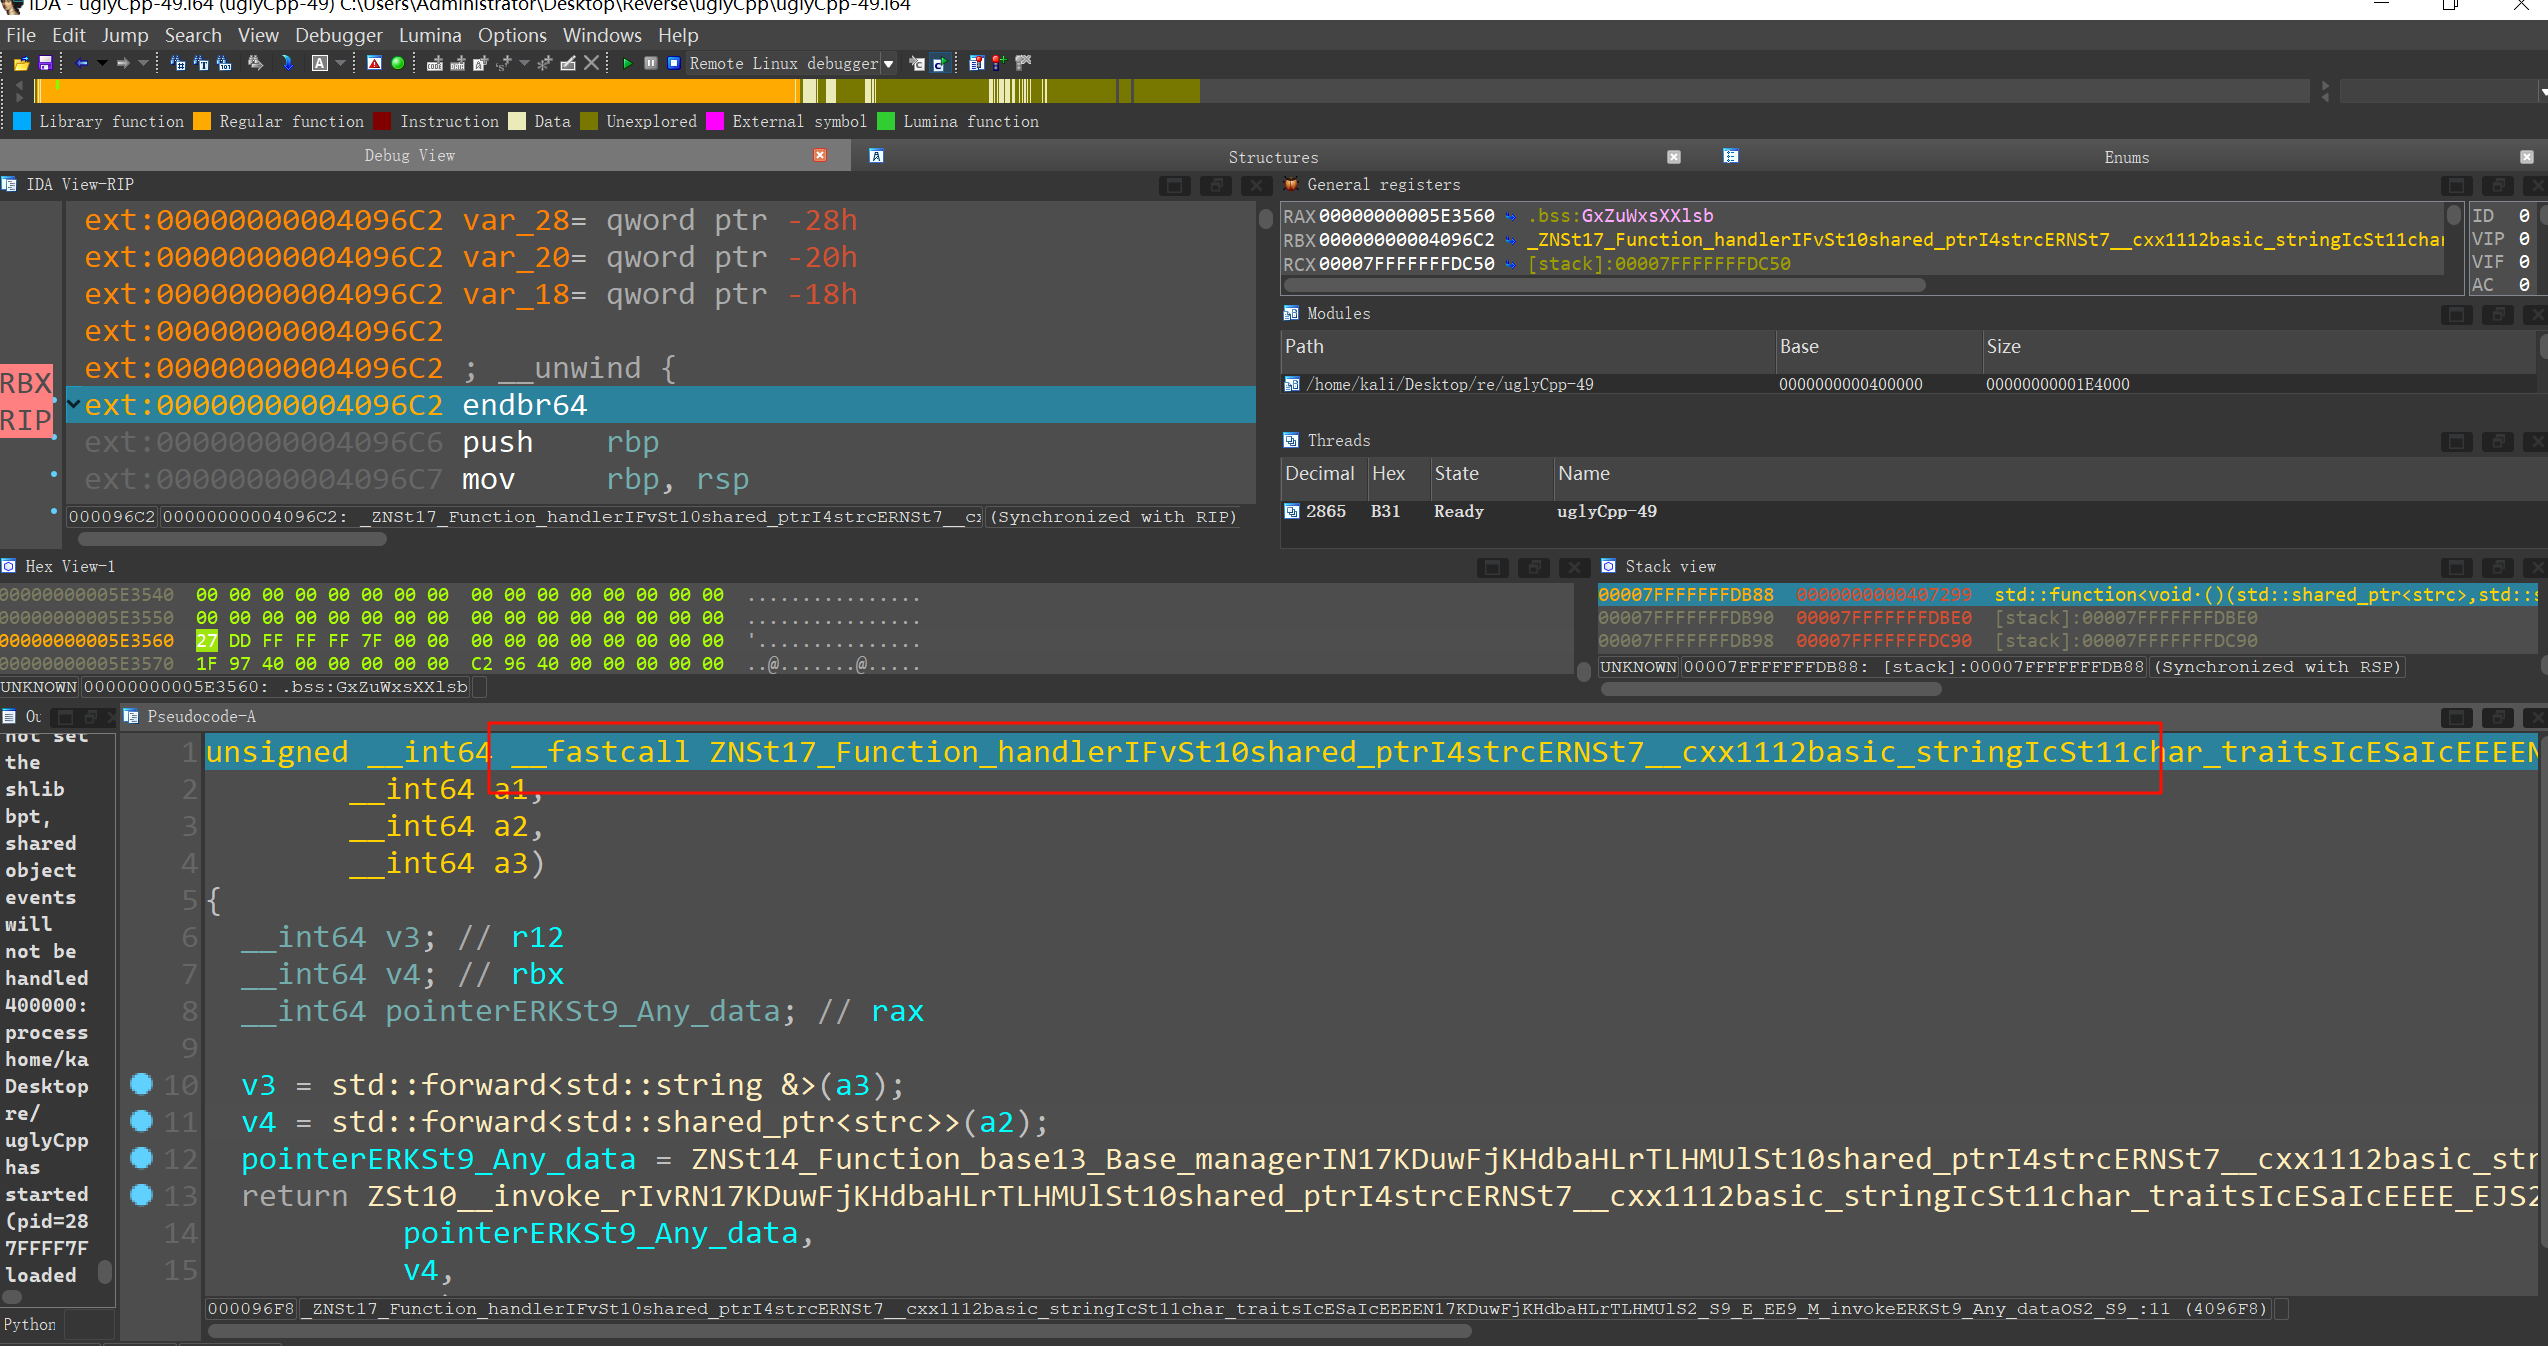 IDA - uglyCpp-49.i64 (uglyCpp-49) C:\Users\Administrator\Desktop\Reverse\uglyCpp\uglyCpp-49.i64
File Edit Jump Search View Debugger Lumina Options Windows Help
Remote Linux debugger
Library function Regular function Instruction Data Unexplored External symbol Lumina function
Debug View Structures Enums
IDA View-RIP
ext:00000000004096C2 var_28= qword ptr -28h
ext:00000000004096C2 var_20= qword ptr -20h
ext:00000000004096C2 var_18= qword ptr -18h
ext:00000000004096C2
ext:00000000004096C2 ; __unwind {
RBX
RIP
ext:00000000004096C2 endbr64
ext:00000000004096C6 push rbp
ext:00000000004096C7 mov rbp, rsp
000096C2 00000000004096C2: _ZNSt17_Function_handlerIFvSt10shared_ptrI4strcERNSt7__c (Synchronized with RIP)
General registers
RAX 00000000005E3560 .bss:GxZuWxsXXlsb
RBX 00000000004096C2 _ZNSt17_Function_handlerIFvSt10shared_ptrI4strcERNSt7__cxx1112basic_stringIcSt11char
RCX 00007FFFFFFFDC50 [stack]:00007FFFFFFFDC50
ID 0
VIP 0
VIF 0
AC 0
Modules
Path Base Size
/home/kali/Desktop/re/uglyCpp-49 0000000000400000 00000000001E4000
Threads
Decimal Hex State Name
2865 B31 Ready uglyCpp-49
Hex View-1
00000000005E3540 00 00 00 00 00 00 00 00 00 00 00 00 00 00 00 00 ................
00000000005E3550 00 00 00 00 00 00 00 00 00 00 00 00 00 00 00 00 ................
00000000005E3560 27 DD FF FF FF 7F 00 00 00 00 00 00 00 00 00 00 '...............
00000000005E3570 1F 97 40 00 00 00 00 00 C2 96 40 00 00 00 00 00 ..@.......@.....
UNKNOWN 00000000005E3560: .bss:GxZuWxsXXlsb
Stack view
00007FFFFFFFDB88 0000000000407299 std::function<void·()(std::shared_ptr<strc>,std::s
00007FFFFFFFDB90 00007FFFFFFFDBE0 [stack]:00007FFFFFFFDBE0
00007FFFFFFFDB98 00007FFFFFFFDC90 [stack]:00007FFFFFFFDC90
UNKNOWN 00007FFFFFFFDB88: [stack]:00007FFFFFFFDB88 (Synchronized with RSP)
Ou
not set
the
shlib
bpt,
shared
object
events
will
not be
handled
400000:
process
home/ka
Desktop
re/
uglyCpp
has
started
(pid=28
7FFFF7F
loaded
Python
Pseudocode-A
1 unsigned __int64 __fastcall ZNSt17_Function_handlerIFvSt10shared_ptrI4strcERNSt7__cxx1112basic_stringIcSt11char_traitsIcESaIcEEEEN
2 __int64 a1,
3 __int64 a2,
4 __int64 a3)
5 {
6 __int64 v3; // r12
7 __int64 v4; // rbx
8 __int64 pointerERKSt9_Any_data; // rax
9
10 v3 = std::forward<std::string &>(a3);
11 v4 = std::forward<std::shared_ptr<strc>>(a2);
12 pointerERKSt9_Any_data = ZNSt14_Function_base13_Base_managerIN17KDuwFjKHdbaHLrTLHMUlSt10shared_ptrI4strcERNSt7__cxx1112basic_str
13 return ZSt10__invoke_rIvRN17KDuwFjKHdbaHLrTLHMUlSt10shared_ptrI4strcERNSt7__cxx1112basic_stringIcSt11char_traitsIcESaIcEEEE_EJS2
14 pointerERKSt9_Any_data,
15 v4,
000096F8 _ZNSt17_Function_handlerIFvSt10shared_ptrI4strcERNSt7__cxx1112basic_stringIcSt11char_traitsIcESaIcEEEEN17KDuwFjKHdbaHLrTLHMUlS2_S9_E_EE9_M_invokeERKSt9_Any_dataOS2_S9_:11 (4096F8)